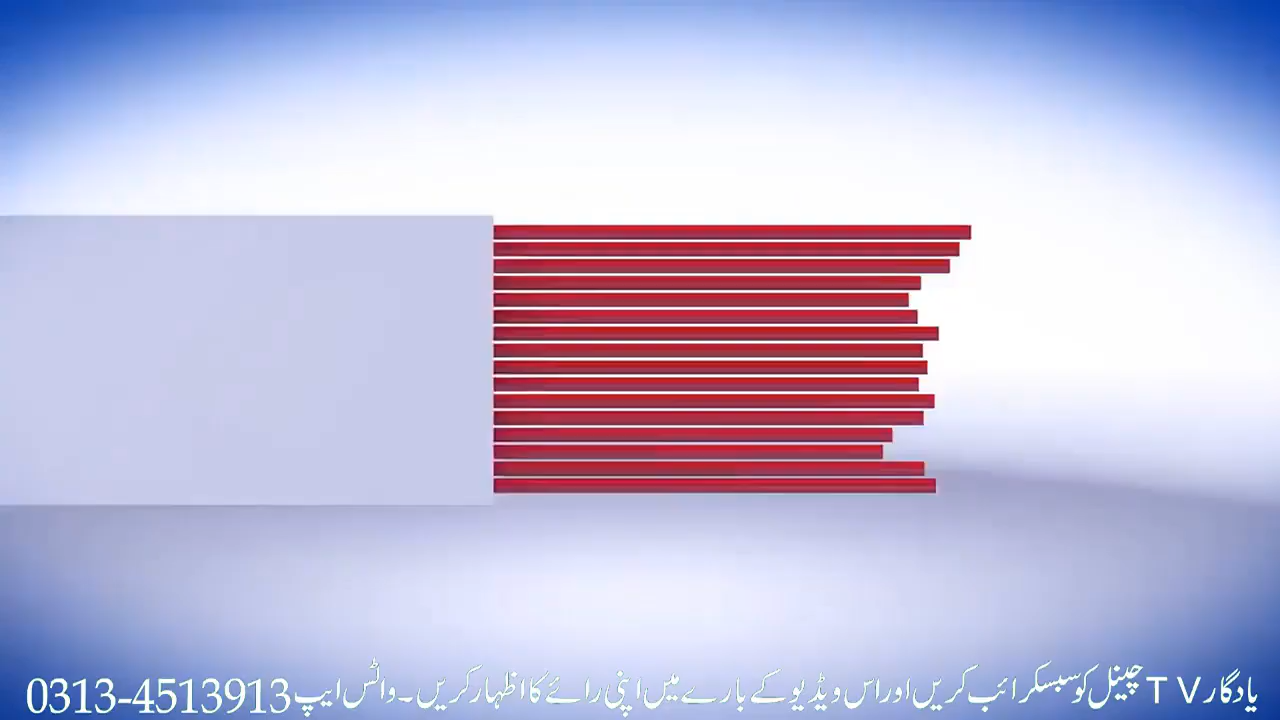 یادگار TV چینل کو سبسکرائب کریں اور اس ویڈیو کے بارے میں اپنی رائے کا اظہار کریں۔ واٹس ایپ 0313-4513913